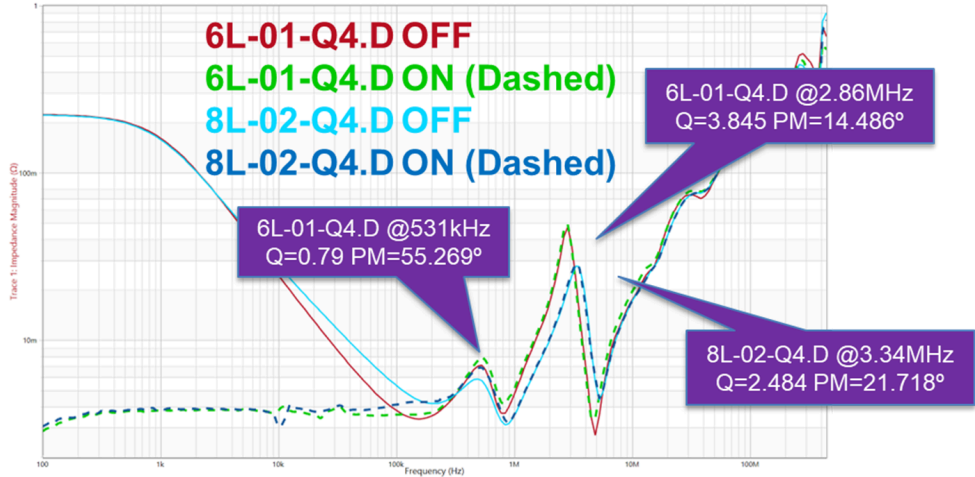 1
6L-01-Q4.D OFF
6L-01-Q4.D ON (Dashed)
8L-02-Q4.D OFF
8L-02-Q4.D ON (Dashed)
6L-01-Q4.D @2.86MHz
Q=3.845 PM=14.486º
100m
Trace 1: Impedance Magnitude (Ω)
6L-01-Q4.D @531kHz
Q=0.79 PM=55.269º
10m
8L-02-Q4.D @3.34MHz
Q=2.484 PM=21.718º
100 1k 10k 100k 1M 10M 100M
Frequency (Hz)